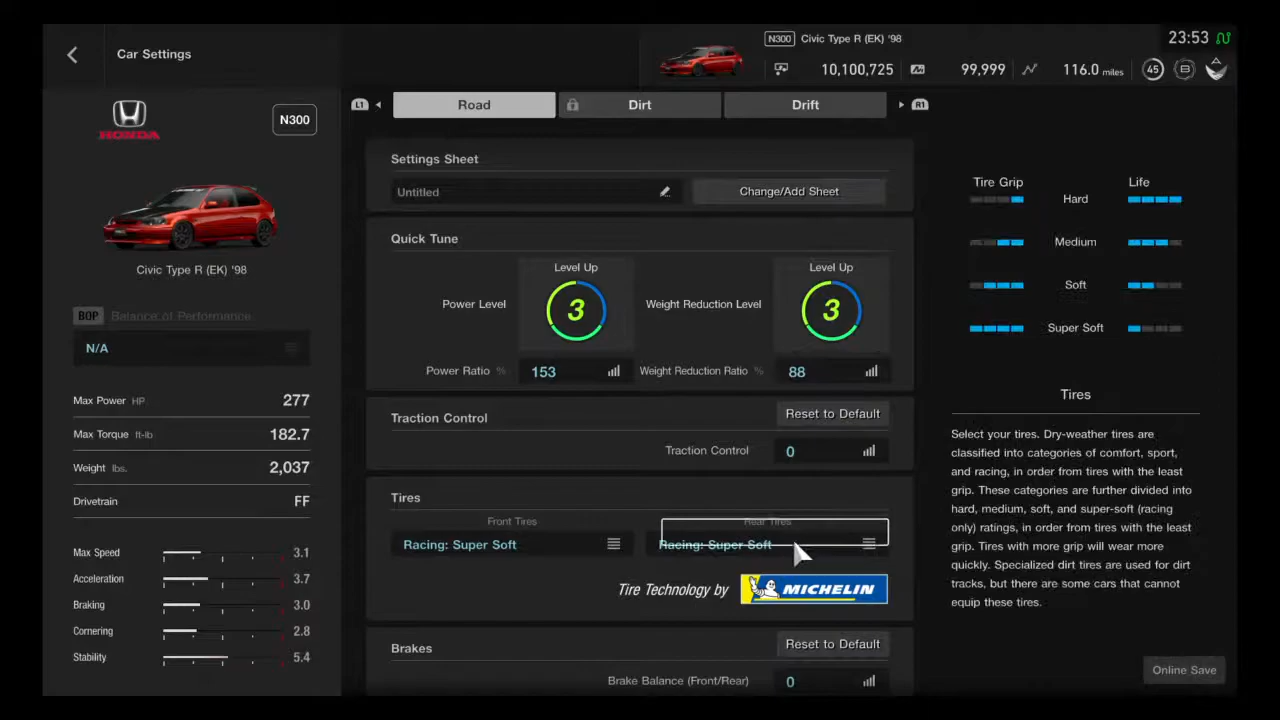 Car Settings
N300 Civic Type R (EK) '98
23:53
10,100,725
99,999
116.0 miles
45
B
HONDA
N300
Civic Type R (EK) '98
BOP Balance of Performance
N/A
Max Power HP 277
Max Torque ft-lb 182.7
Weight lbs. 2,037
Drivetrain FF
Max Speed 3.1
Acceleration 3.7
Braking 3.0
Cornering 2.8
Stability 5.4
L1 Road Dirt Drift R1
Settings Sheet
Untitled Change/Add Sheet
Quick Tune
Level Up Level Up
Power Level 3 Weight Reduction Level 3
Power Ratio % 153 Weight Reduction Ratio % 88
Traction Control Reset to Default
Traction Control 0
Tires
Front Tires Rear Tires
Racing: Super Soft Racing: Super Soft
Tire Technology by MICHELIN
Brakes Reset to Default
Brake Balance (Front/Rear) 0
Tire Grip Life
Hard
Medium
Soft
Super Soft
Tires
Select your tires. Dry-weather tires are
classified into categories of comfort, sport,
and racing, in order from tires with the least
grip. These categories are further divided into
hard, medium, soft, and super-soft (racing
only) ratings, in order from tires with the least
grip. Tires with more grip will wear more
quickly. Specialized dirt tires are used for dirt
tracks, but there are some cars that cannot
equip these tires.
Online Save